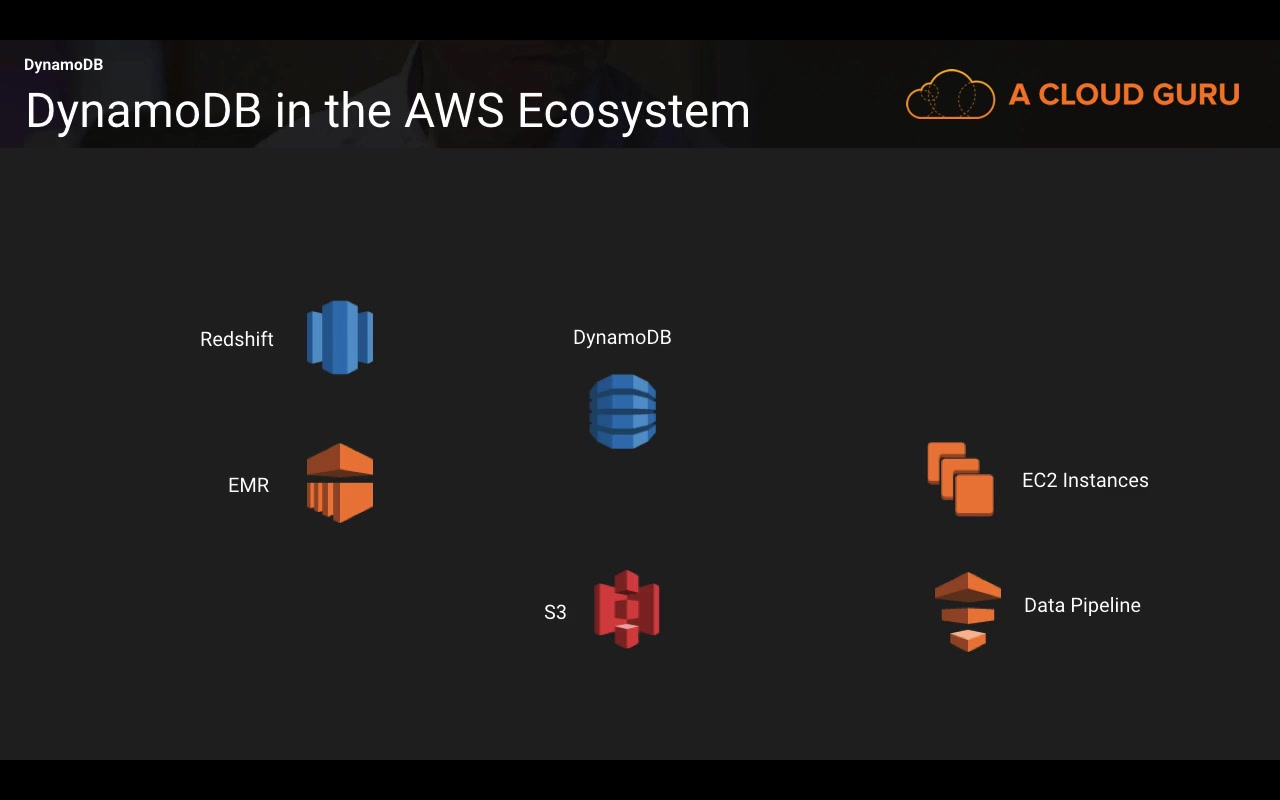 DynamoDB
DynamoDB in the AWS Ecosystem
A CLOUD GURU
Redshift
DynamoDB
EMR
EC2 Instances
S3
Data Pipeline